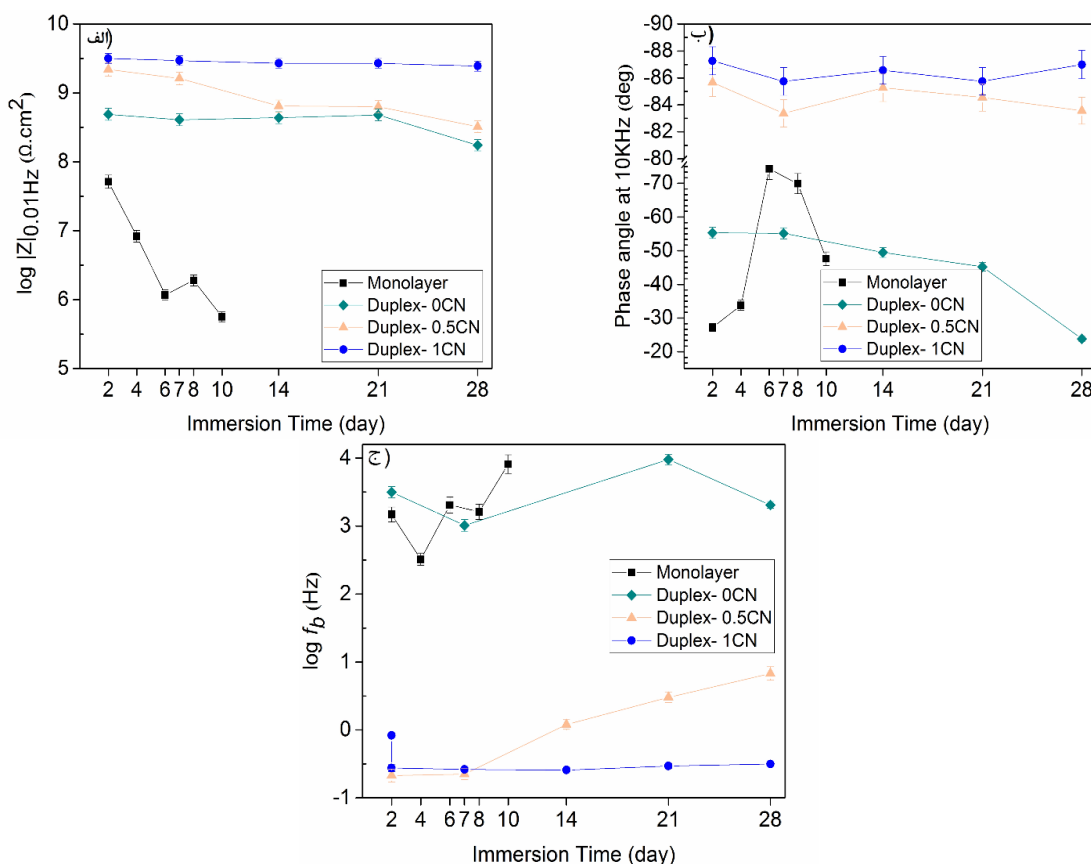 الف)
log |Z|0.01Hz (Ω.cm2)
10
9
8
7
6
5
Monolayer
Duplex- 0CN
Duplex- 0.5CN
Duplex- 1CN
2 4 6 7 8 10 14 21 28
Immersion Time (day)
ب)
Phase angle at 10KHz (deg)
-90
-88
-86
-84
-82
-80
-70
-60
-50
-40
-30
-20
Monolayer
Duplex- 0CN
Duplex- 0.5CN
Duplex- 1CN
2 4 6 7 8 10 14 21 28
Immersion Time (day)
ج)
log fb (Hz)
4
3
2
1
0
-1
Monolayer
Duplex- 0CN
Duplex- 0.5CN
Duplex- 1CN
2 4 6 7 8 10 14 21 28
Immersion Time (day)